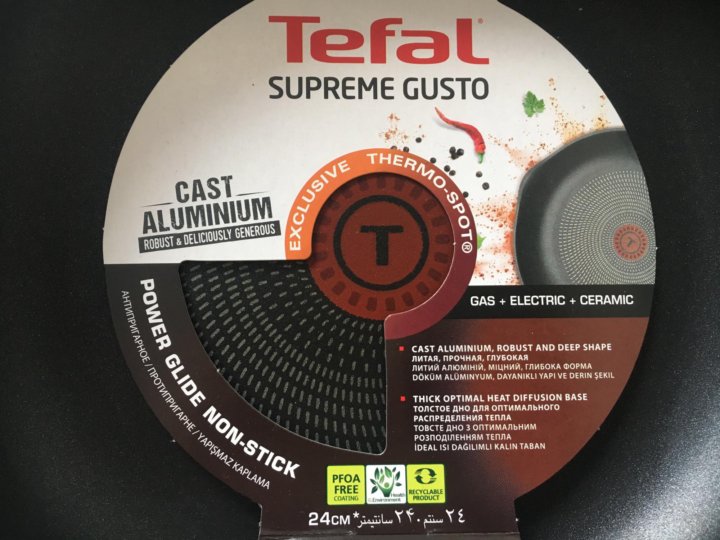 Tefal
SUPREME GUSTO
CAST
ALUMINIUM
ROBUST & DELICIOUSLY GENEROUS
EXCLUSIVE THERMO-SPOT®
T
T
GAS + ELECTRIC + CERAMIC
POWER GLIDE NON-STICK
АНТИПРИГАРНОЕ / ПРОТИПРИГАРНЕ / YAPIŞMAZ KAPLAMA
CAST ALUMINIUM, ROBUST AND DEEP SHAPE
ЛИТАЯ, ПРОЧНАЯ, ГЛУБОКАЯ
ЛИТИЙ АЛЮМІНІЙ, МІЦНИЙ, ГЛИБОКА ФОРМА
DÖKÜM ALÜMINYUM, DAYANIKLI YAPI VE DERIN ŞEKIL
THICK OPTIMAL HEAT DIFFUSION BASE
ТОЛСТОЕ ДНО ДЛЯ ОПТИМАЛЬНОГО
РАСПРЕДЕЛЕНИЯ ТЕПЛА
ТОВСТЕ ДНО З ОПТИМАЛЬНИМ
РОЗПОДІЛЕННЯМ ТЕПЛА
İDEAL ISI DAĞILIMLI KALIN TABAN
PFOA
FREE
COATING
Health
& Environment
RECYCLABLE
PRODUCT
24CM* ٢٤ سنتم ٢٤٠ سانتیمتر